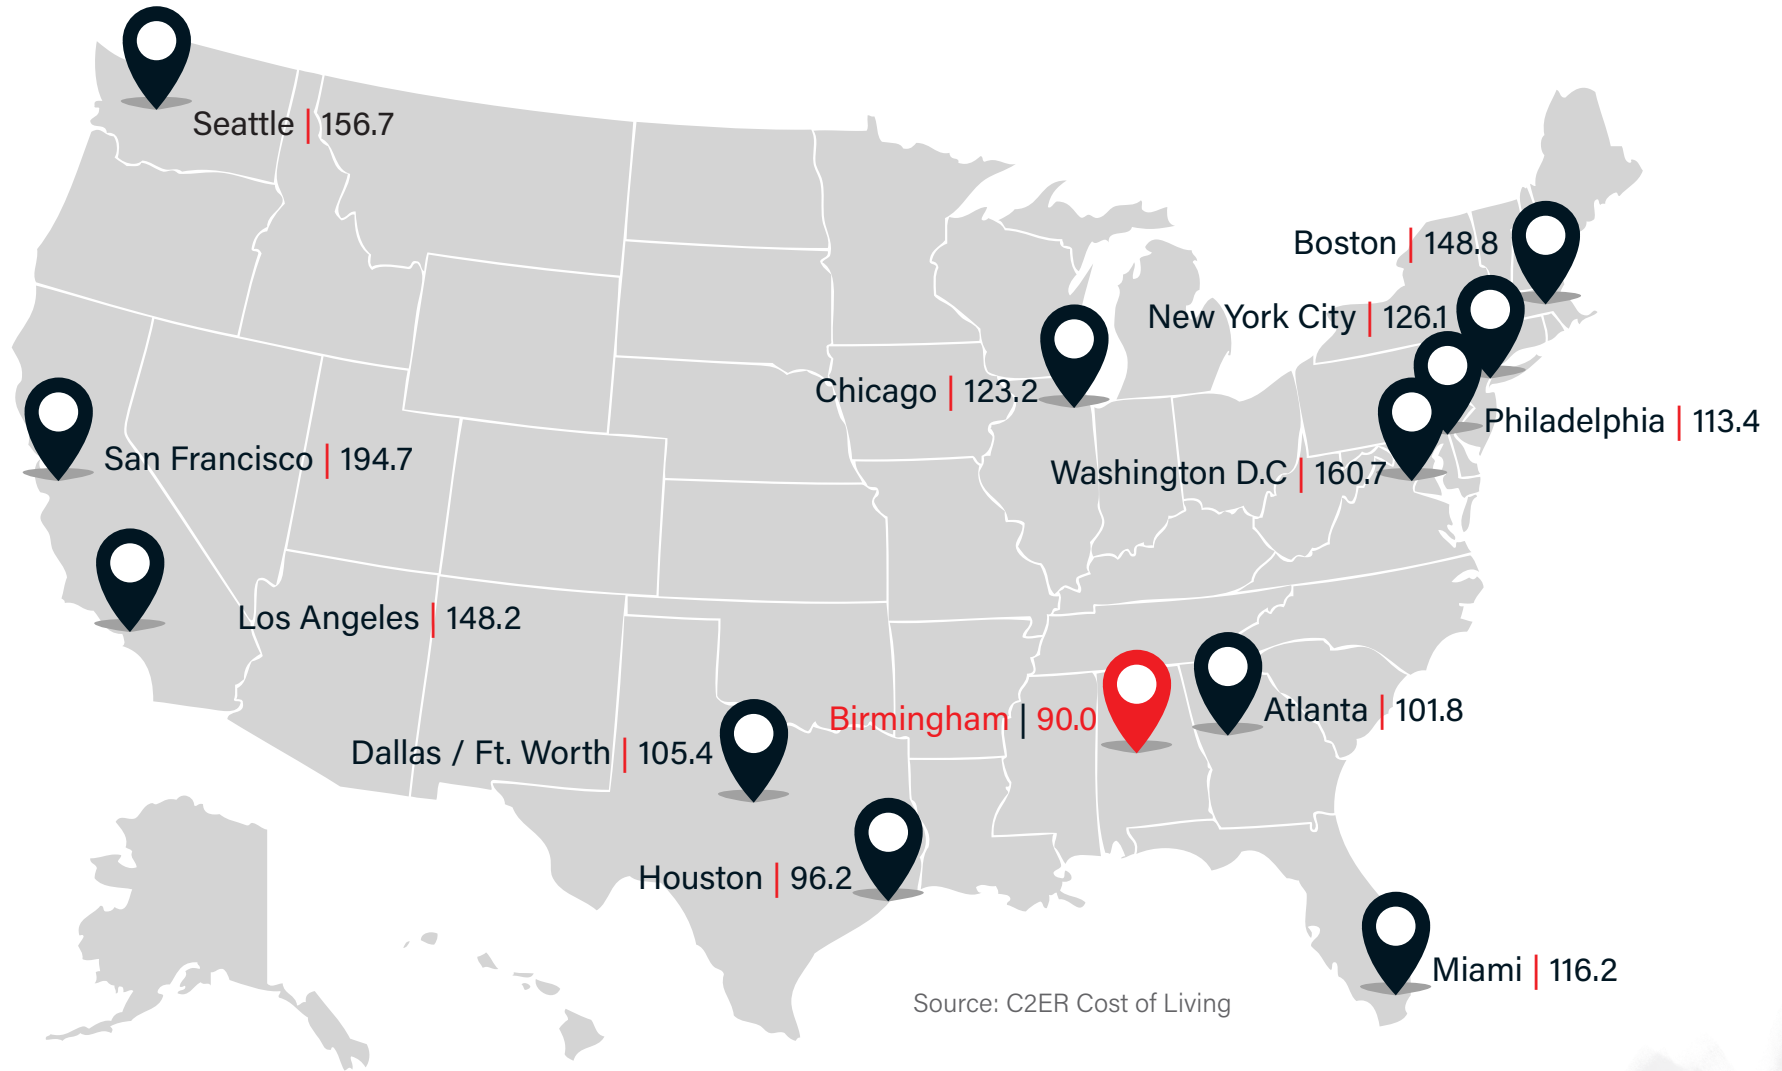 Seattle | 156.7
Boston | 148.8
New York City | 126.1
Chicago | 123.2
Philadelphia | 113.4
San Francisco | 194.7
Washington D.C | 160.7
Los Angeles | 148.2
Atlanta | 101.8
Birmingham | 90.0
Dallas / Ft. Worth | 105.4
Houston | 96.2
Miami | 116.2
Source: C2ER Cost of Living